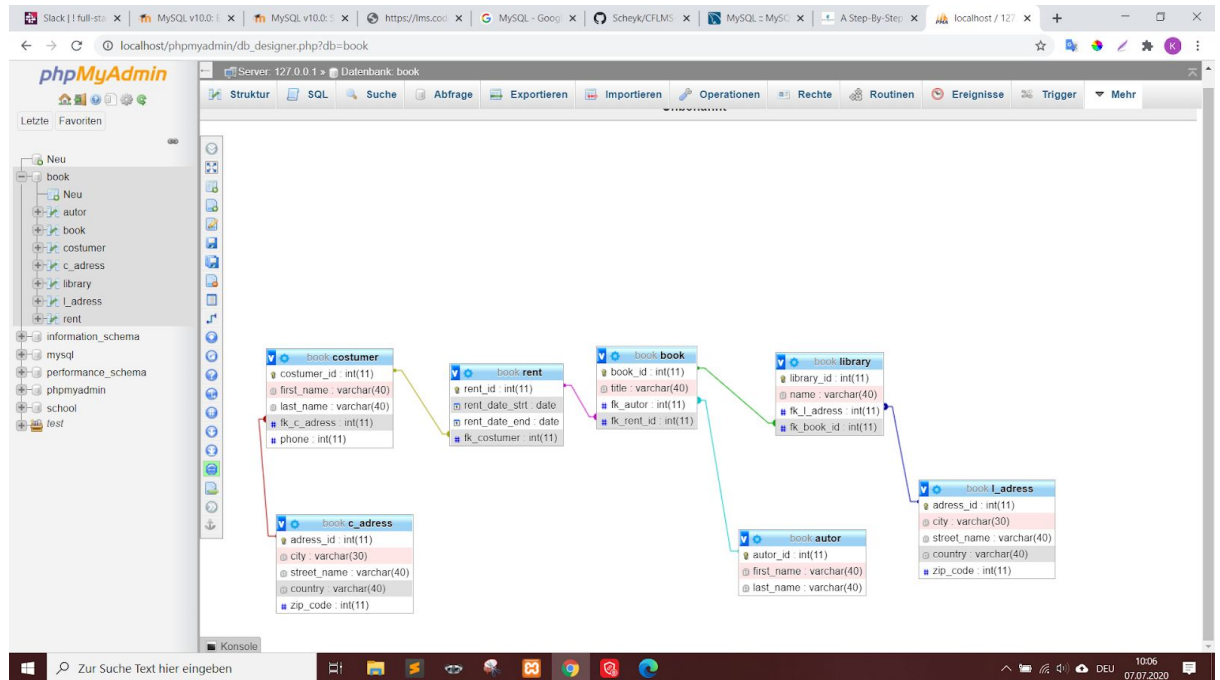 Slack | ! full-sta
MySQL v10.0: E
MySQL v10.0: S
https://lms.cod
MySQL - Goog
Scheyk/CFLMS
MySQL :: MySQ
A Step-By-Step
localhost / 127
localhost/phpmyadmin/db_designer.php?db=book
K
phpMyAdmin
Server: 127.0.0.1 » Datenbank: book
Struktur SQL Suche Abfrage Exportieren Importieren Operationen Rechte Routinen Ereignisse Trigger Mehr
Letzte Favoriten
Neu
book
Neu
autor
book
costumer
c_adress
library
l_adress
rent
information_schema
mysql
performance_schema
phpmyadmin
school
test
book costumer
costumer_id : int(11)
first_name : varchar(40)
last_name : varchar(40)
fk_c_adress : int(11)
phone : int(11)
book rent
rent_id : int(11)
rent_date_strt : date
rent_date_end : date
fk_costumer : int(11)
book book
book_id : int(11)
title : varchar(40)
fk_autor : int(11)
fk_rent_id : int(11)
book library
library_id : int(11)
name : varchar(40)
fk_l_adress : int(11)
fk_book_id : int(11)
book l_adress
adress_id : int(11)
city : varchar(30)
street_name : varchar(40)
country : varchar(40)
zip_code : int(11)
book c_adress
adress_id : int(11)
city : varchar(30)
street_name : varchar(40)
country : varchar(40)
zip_code : int(11)
book autor
autor_id : int(11)
first_name : varchar(40)
last_name : varchar(40)
Konsole
Zur Suche Text hier eingeben
DEU
10:06
07.07.2020